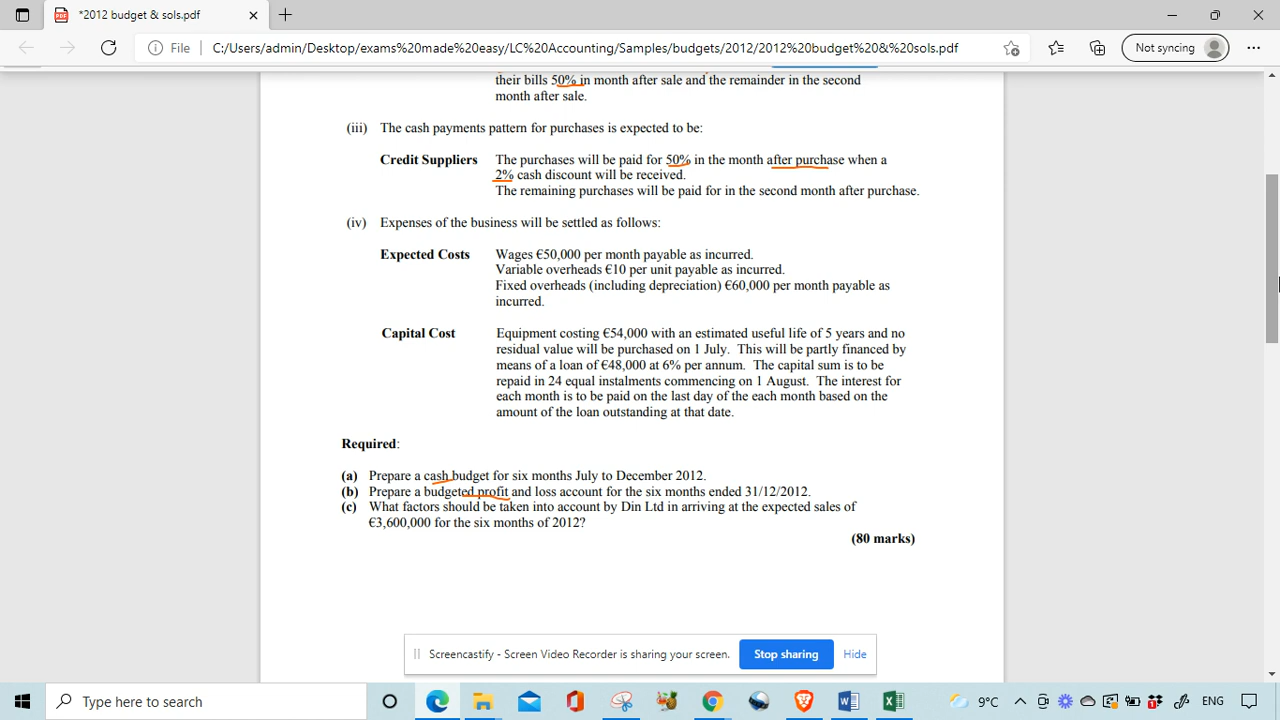 *2012 budget & sols.pdf
File
C:/Users/admin/Desktop/exams%20made%20easy/LC%20Accounting/Samples/budgets/2012/2012%20budget%20&%20sols.pdf
Not syncing
their bills 50% in month after sale and the remainder in the second
month after sale.
(iii) The cash payments pattern for purchases is expected to be:
Credit Suppliers The purchases will be paid for 50% in the month after purchase when a
2% cash discount will be received.
The remaining purchases will be paid for in the second month after purchase.
(iv) Expenses of the business will be settled as follows:
Expected Costs Wages €50,000 per month payable as incurred.
Variable overheads €10 per unit payable as incurred.
Fixed overheads (including depreciation) €60,000 per month payable as
incurred.
Capital Cost Equipment costing €54,000 with an estimated useful life of 5 years and no
residual value will be purchased on 1 July. This will be partly financed by
means of a loan of €48,000 at 6% per annum. The capital sum is to be
repaid in 24 equal instalments commencing on 1 August. The interest for
each month is to be paid on the last day of the each month based on the
amount of the loan outstanding at that date.
Required:
(a) Prepare a cash budget for six months July to December 2012.
(b) Prepare a budgeted profit and loss account for the six months ended 31/12/2012.
(c) What factors should be taken into account by Din Ltd in arriving at the expected sales of
€3,600,000 for the six months of 2012?
(80 marks)
Screencastify - Screen Video Recorder is sharing your screen.
Stop sharing
Hide
Type here to search
9°C
ENG